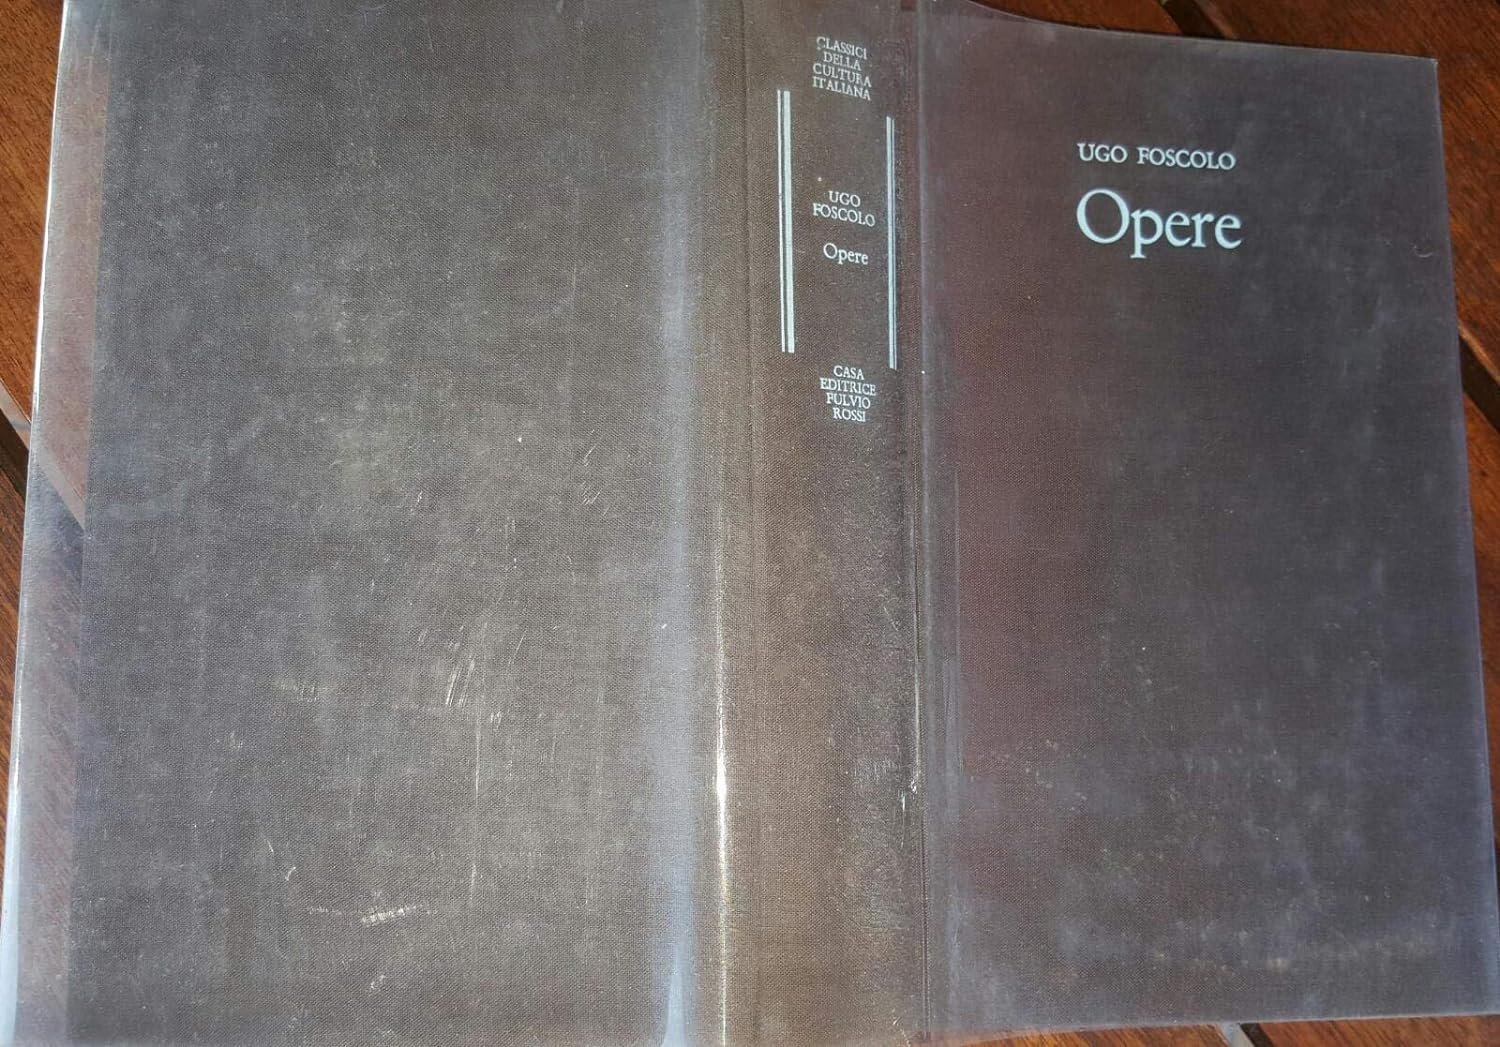 CLASSICI
DELLA
CULTURA
ITALIANA
UGO
FOSCOLO
Opere
CASA
EDITRICE
FULVIO
ROSSI
UGO FOSCOLO
Opere